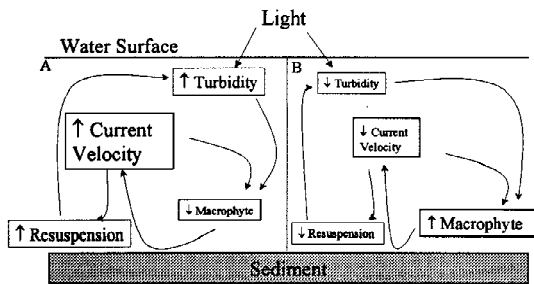 Light
Water Surface
A
↑ Turbidity
↑ Current
Velocity
↓ Macrophyte
↑ Resuspension
B
↓ Turbidity
↓ Current
Velocity
↑ Macrophyte
↓ Resuspension
Sediment